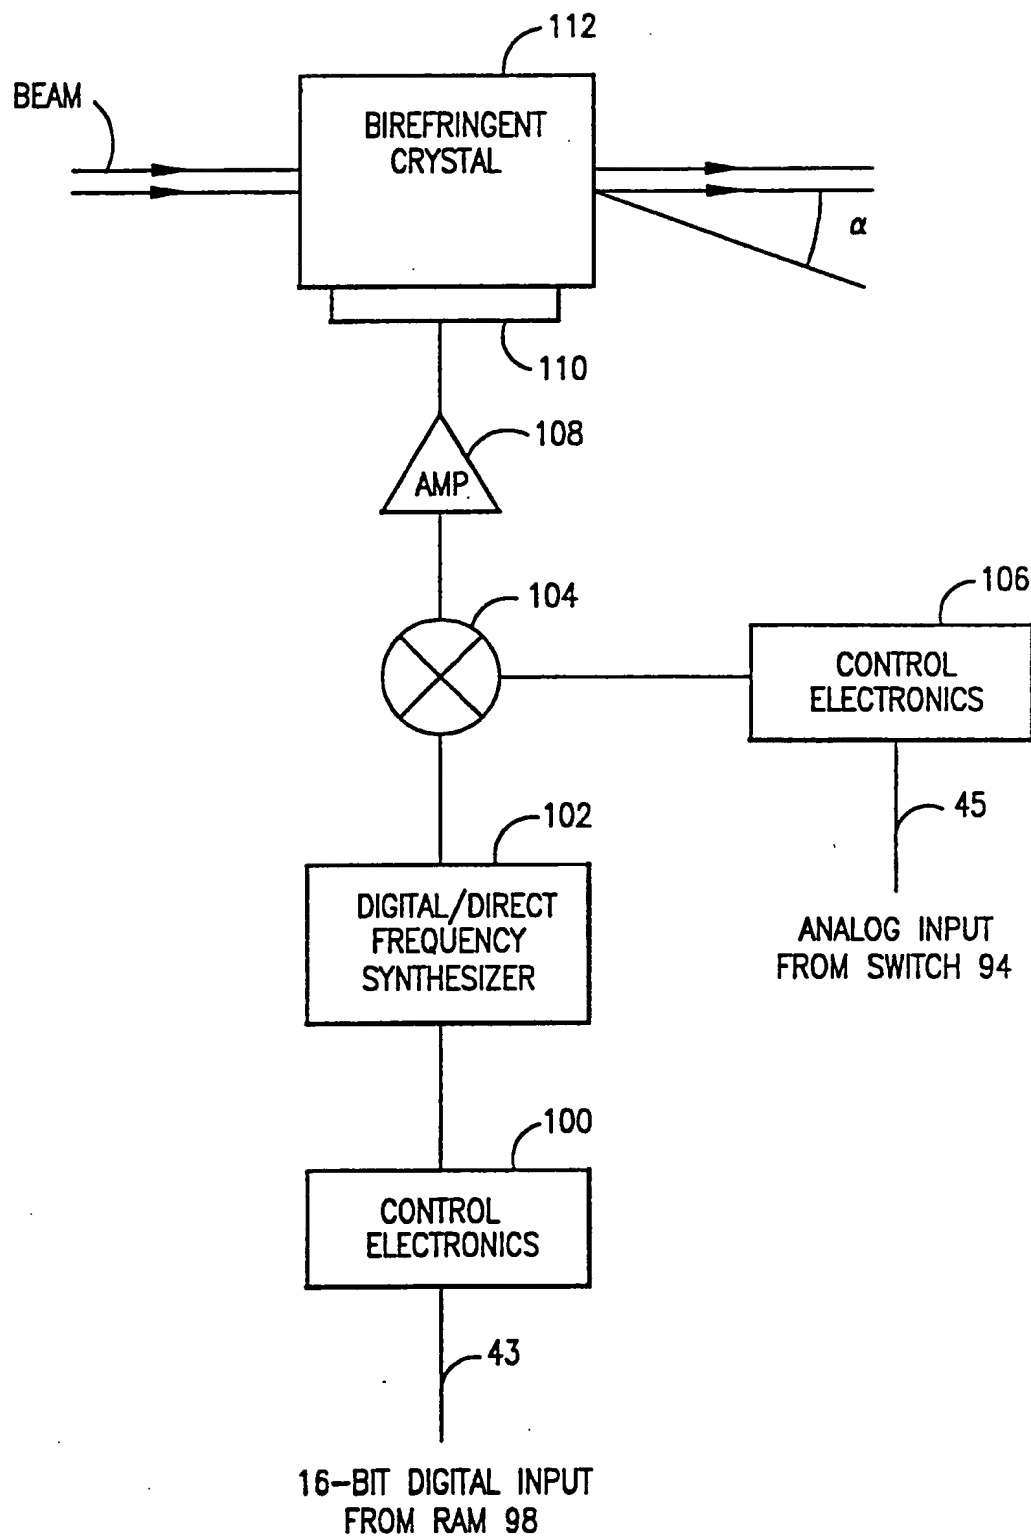 112
BEAM
BIREFRINGENT
CRYSTAL
α
110
108
AMP
104
106
CONTROL
ELECTRONICS
45
102
DIGITAL/DIRECT
FREQUENCY
SYNTHESIZER
ANALOG INPUT
FROM SWITCH 94
100
CONTROL
ELECTRONICS
43
16-BIT DIGITAL INPUT
FROM RAM 98